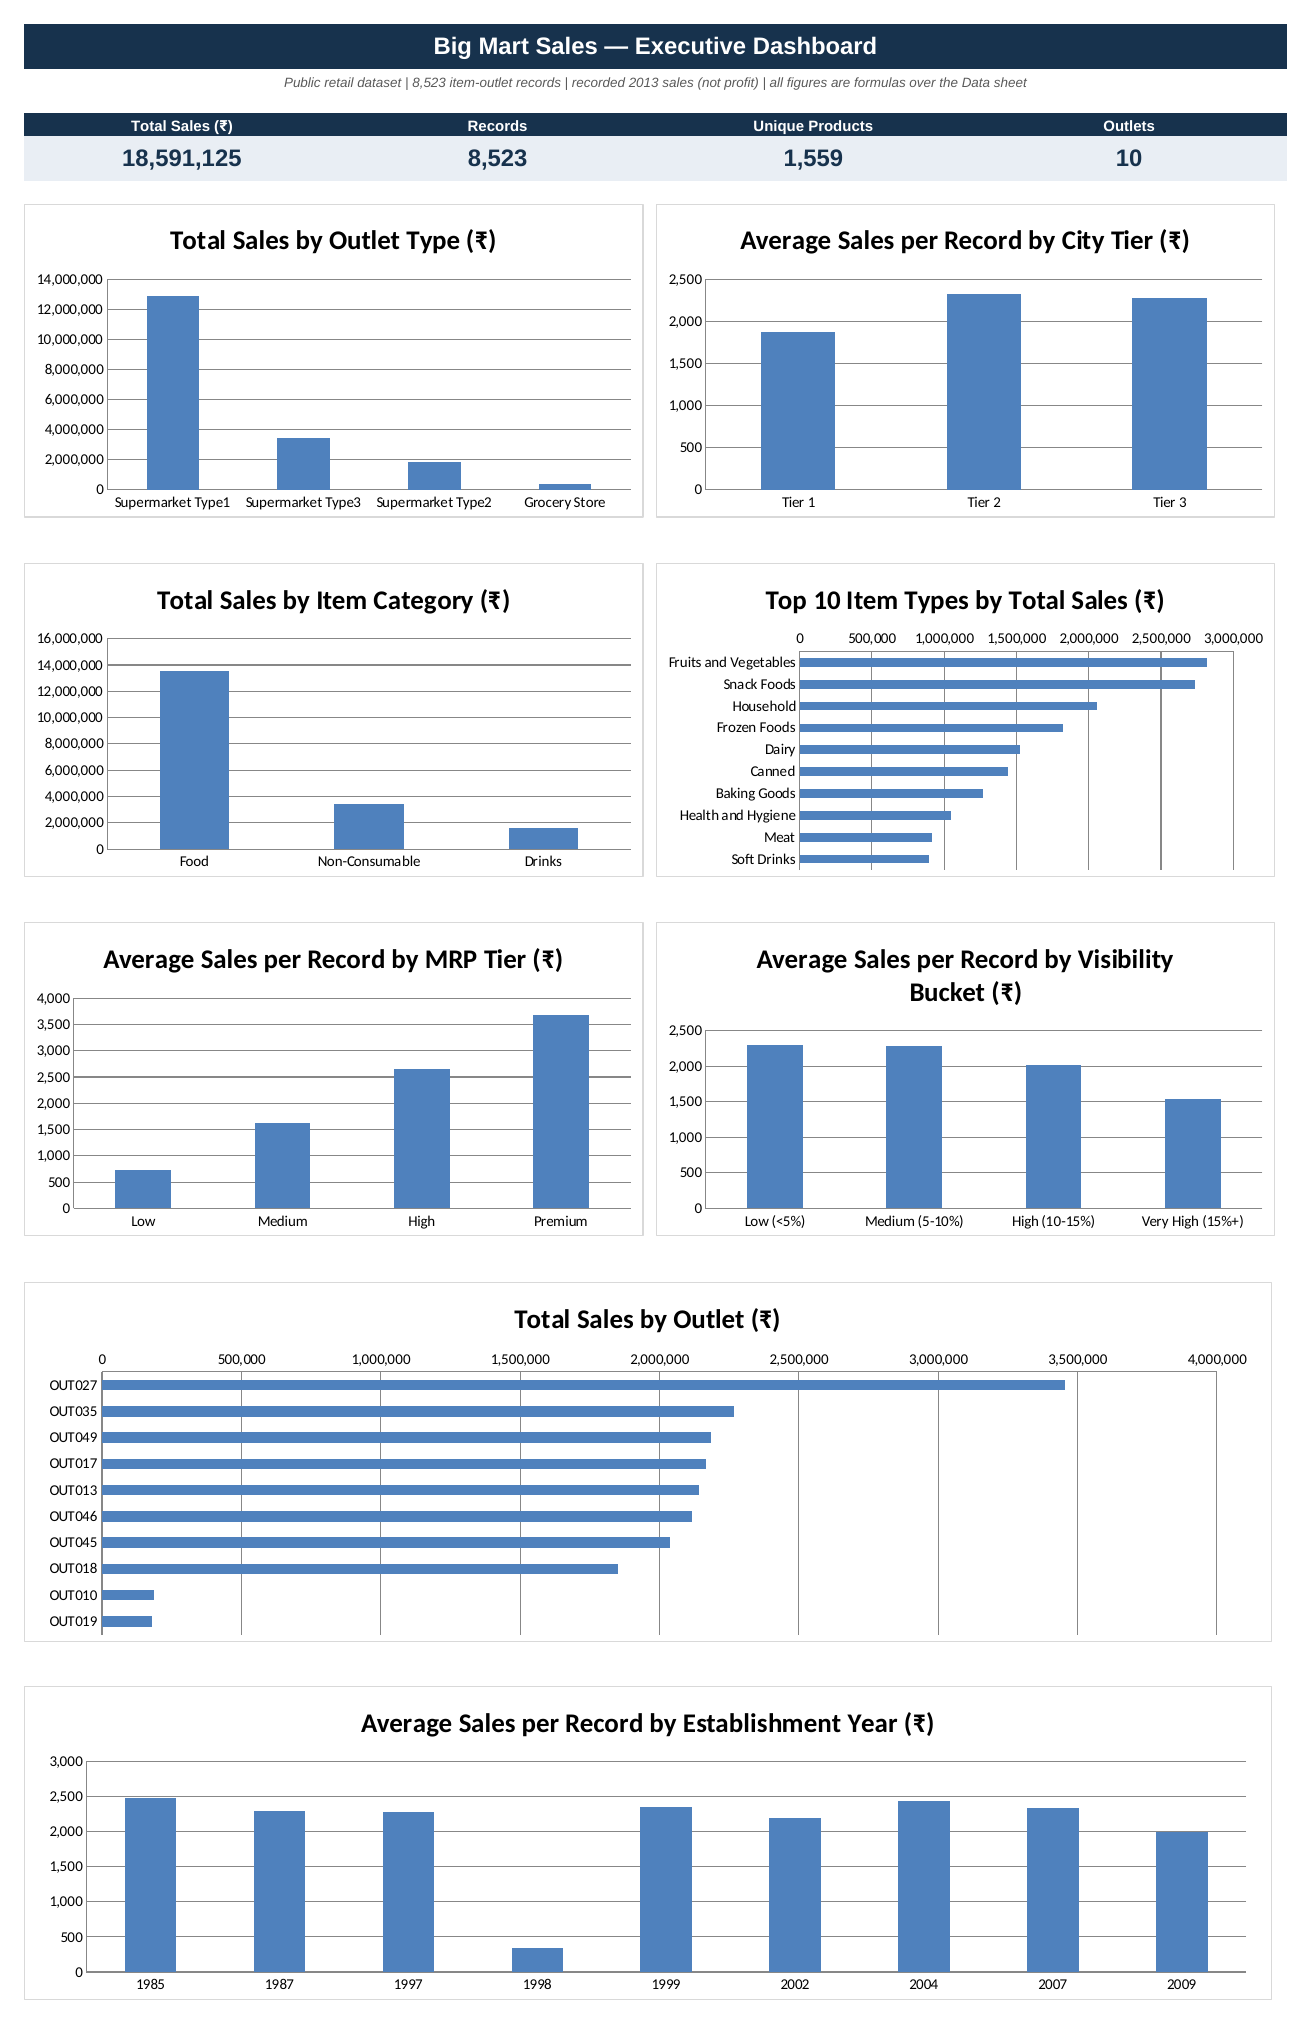 Big Mart Sales — Executive Dashboard
Public retail dataset | 8,523 item-outlet records | recorded 2013 sales (not profit) | all figures are formulas over the Data sheet
Total Sales (₹) Records Unique Products Outlets
18,591,125 8,523 1,559 10
Total Sales by Outlet Type (₹)
14,000,000
12,000,000
10,000,000
8,000,000
6,000,000
4,000,000
2,000,000
0
Supermarket Type1 Supermarket Type3 Supermarket Type2 Grocery Store
Average Sales per Record by City Tier (₹)
2,500
2,000
1,500
1,000
500
0
Tier 1 Tier 2 Tier 3
Total Sales by Item Category (₹)
16,000,000
14,000,000
12,000,000
10,000,000
8,000,000
6,000,000
4,000,000
2,000,000
0
Food Non-Consumable Drinks
Top 10 Item Types by Total Sales (₹)
0 500,000 1,000,000 1,500,000 2,000,000 2,500,000 3,000,000
Fruits and Vegetables
Snack Foods
Household
Frozen Foods
Dairy
Canned
Baking Goods
Health and Hygiene
Meat
Soft Drinks
Average Sales per Record by MRP Tier (₹)
4,000
3,500
3,000
2,500
2,000
1,500
1,000
500
0
Low Medium High Premium
Average Sales per Record by Visibility
Bucket (₹)
2,500
2,000
1,500
1,000
500
0
Low (<5%) Medium (5-10%) High (10-15%) Very High (15%+)
Total Sales by Outlet (₹)
0 500,000 1,000,000 1,500,000 2,000,000 2,500,000 3,000,000 3,500,000 4,000,000
OUT027
OUT035
OUT049
OUT017
OUT013
OUT046
OUT045
OUT018
OUT010
OUT019
Average Sales per Record by Establishment Year (₹)
3,000
2,500
2,000
1,500
1,000
500
0
1985 1987 1997 1998 1999 2002 2004 2007 2009